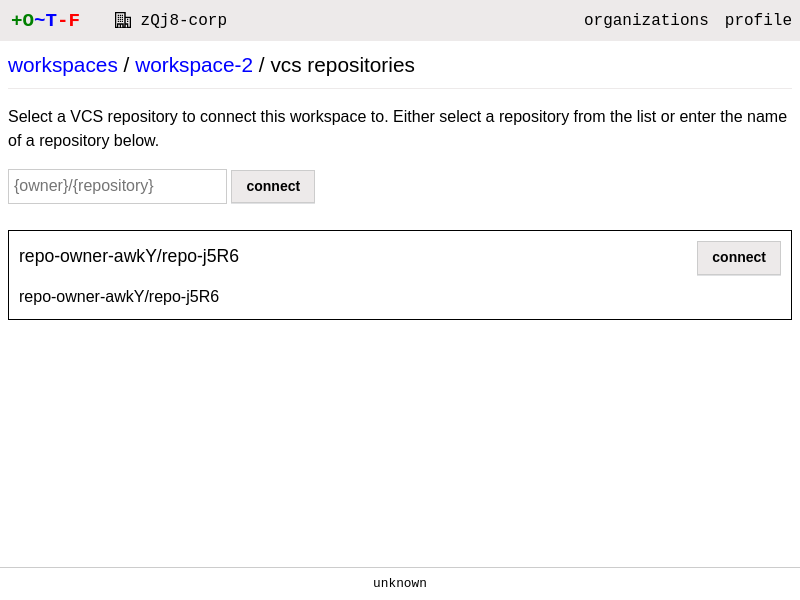 +O~T-F zQj8-corp organizations profile
workspaces / workspace-2 / vcs repositories
Select a VCS repository to connect this workspace to. Either select a repository from the list or enter the name
of a repository below.
{owner}/{repository} connect
repo-owner-awkY/repo-j5R6 connect
repo-owner-awkY/repo-j5R6
unknown